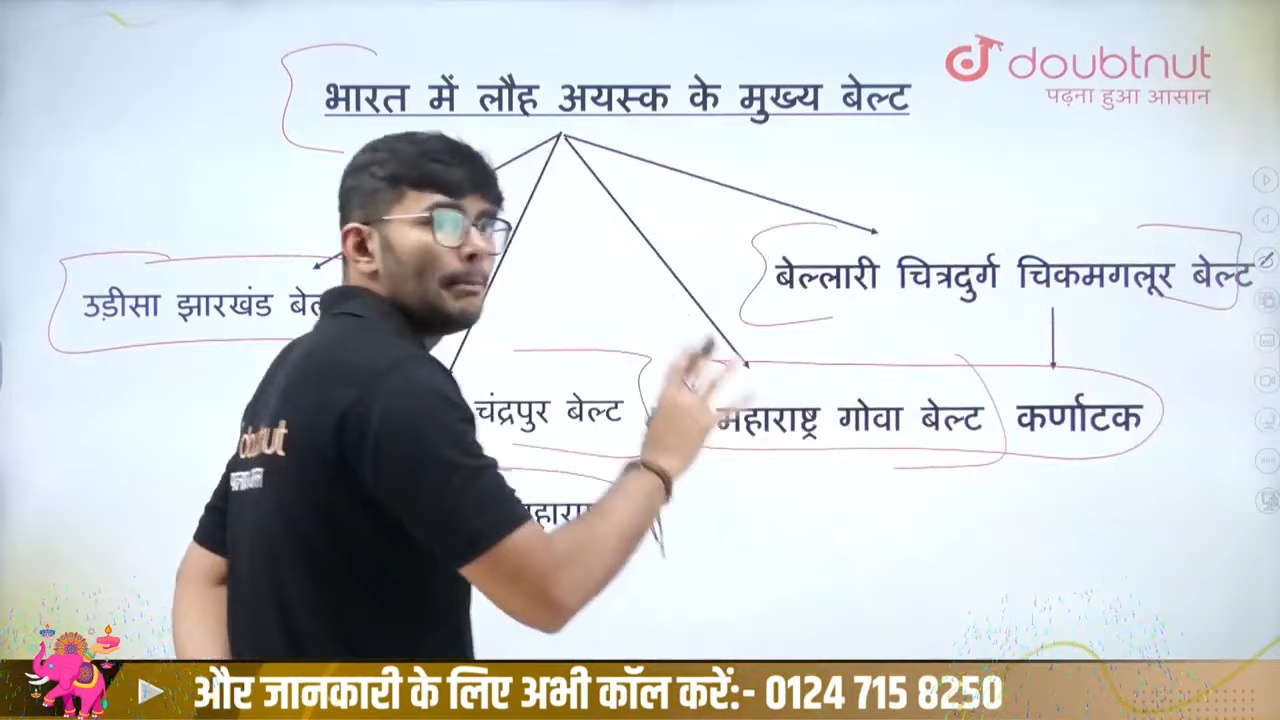 doubtnut
पढ़ना हुआ आसान
भारत में लौह अयस्क के मुख्य बेल्ट
बेल्लारी चित्रदुर्ग चिकमगलूर बेल्ट
उड़ीसा झारखंड
चंद्रपुर बेल्ट
महाराष्ट्र गोवा बेल्ट
कर्णाटक
और जानकारी के लिए अभी कॉल करें:- 0124 715 8250